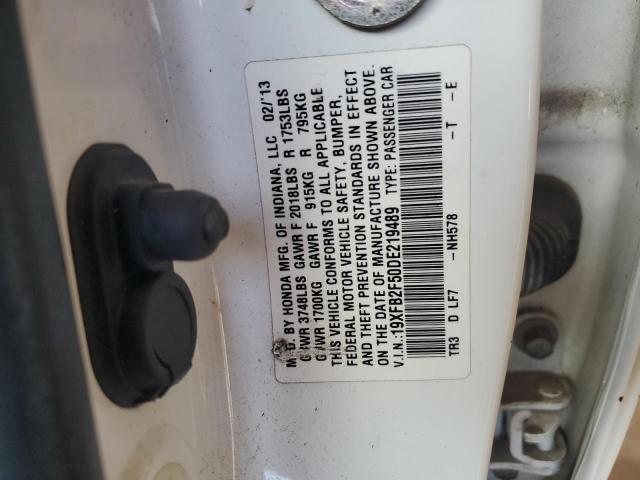 MFD. BY HONDA MFG. OF INDIANA, LLC 02/'13
GVWR 3748LBS GAWR F 2018LBS R 1753LBS
GVWR 1700KG GAWR F 915KG R 795KG
THIS VEHICLE CONFORMS TO ALL APPLICABLE
FEDERAL MOTOR VEHICLE SAFETY, BUMPER,
AND THEFT PREVENTION STANDARDS IN EFFECT
ON THE DATE OF MANUFACTURE SHOWN ABOVE.
V.I.N.:19XFB2F50DE219489 TYPE: PASSENGER CAR
TR3 D LF7 -NH578 -T -E